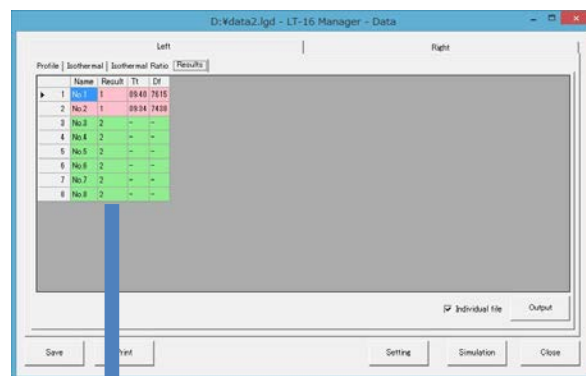 D:¥data2.lgd - LT-16 Manager - Data
Left Right
Profile Isothermal Isothermal Ratio Results
Name Result Tt Df
1 No.1 1 09:40 7615
2 No.2 1 09:34 7438
3 No.3 2 - -
4 No.4 2 - -
5 No.5 2 - -
6 No.6 2 - -
7 No.7 2 - -
8 No.8 2 - -
Individual file Output
Save Print Setting Simulation Close